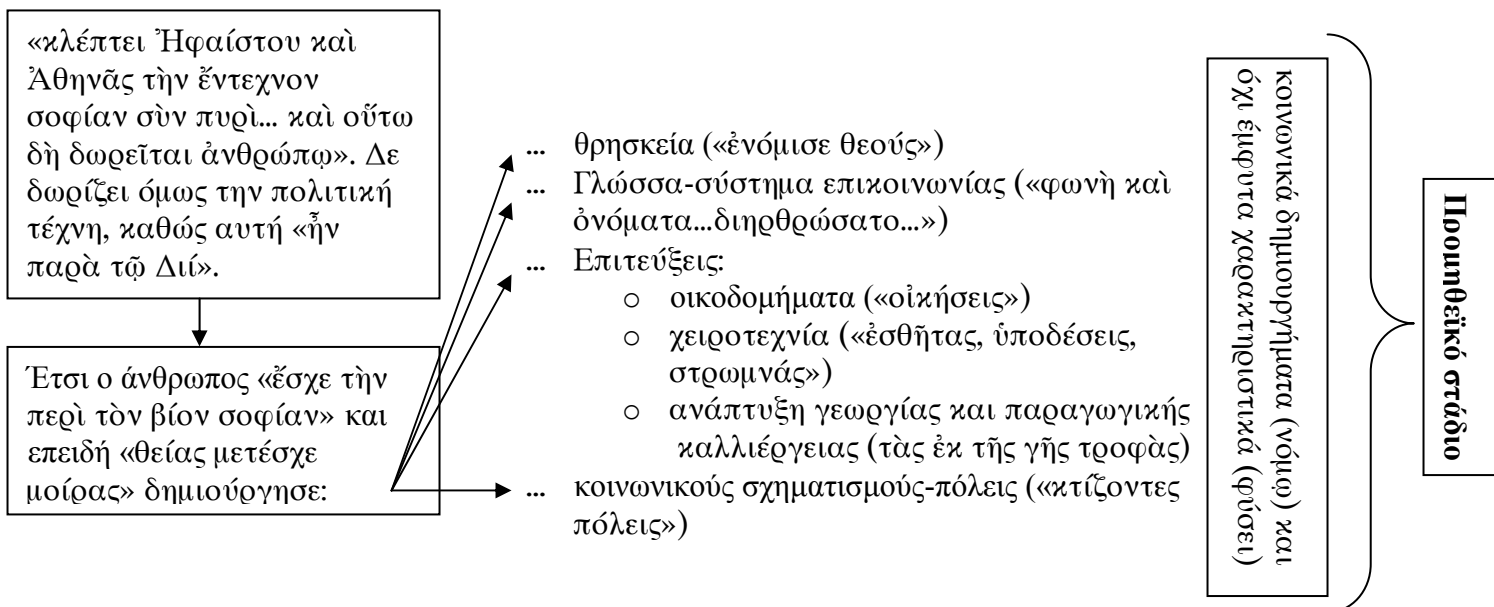 «κλέπτει Ἡφαίστου καὶ
Ἀθηνᾶς τὴν ἔντεχνον
σοφίαν σὺν πυρὶ... καὶ οὕτω
δὴ δωρεῖται ἀνθρώπῳ». Δε
δωρίζει όμως την πολιτική
τέχνη, καθώς αυτή «ἦν
παρὰ τῷ Διί».
Έτσι ο άνθρωπος «ἔσχε τὴν
περὶ τὸν βίον σοφίαν» και
επειδή «θείας μετέσχε
μοίρας» δημιούργησε:
... θρησκεία («ἐνόμισε θεούς»)
... Γλώσσα-σύστημα επικοινωνίας («φωνὴ καὶ
ὀνόματα...διηρθρώσατο...»)
... Επιτεύξεις:
o οικοδομήματα («οἰκήσεις»)
o χειροτεχνία («ἐσθῆτας, ὑποδέσεις,
στρωμνάς»)
o ανάπτυξη γεωργίας και παραγωγικής
καλλιέργειας (τὰς ἐκ τῆς γῆς τροφὰς)
... κοινωνικούς σχηματισμούς-πόλεις («κτίζοντες
πόλεις»)
κοινωνικά δημιουργήματα (νόμῳ) και
όχι έμφυτα χαρακτηριστικά (φύσει)
Προμηθεϊκό στάδιο